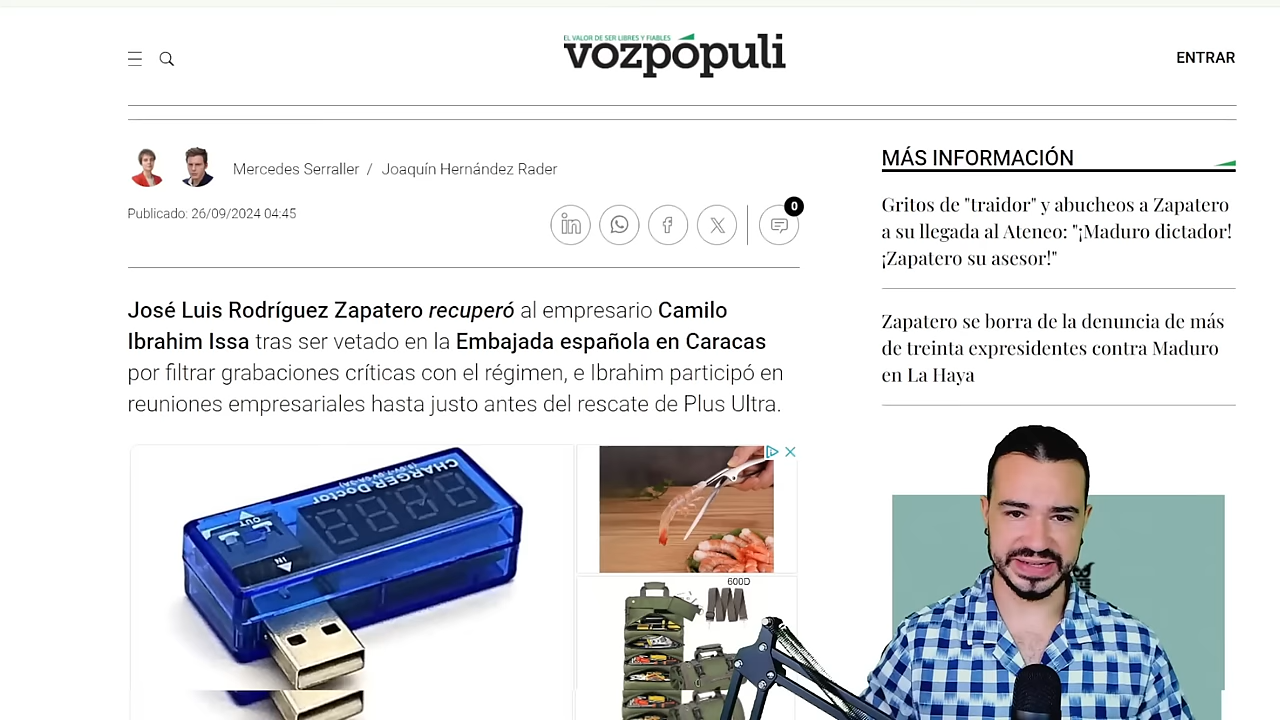 EL VALOR DE SER LIBRES Y FIABLES
vozpópuli
ENTRAR
Mercedes Serraller / Joaquín Hernández Rader
Publicado: 26/09/2024 04:45
0
José Luis Rodríguez Zapatero recuperó al empresario Camilo
Ibrahim Issa tras ser vetado en la Embajada española en Caracas
por filtrar grabaciones críticas con el régimen, e Ibrahim participó en
reuniones empresariales hasta justo antes del rescate de Plus Ultra.
MÁS INFORMACIÓN
Gritos de "traidor" y abucheos a Zapatero
a su llegada al Ateneo: "¡Maduro dictador!
¡Zapatero su asesor!"
Zapatero se borra de la denuncia de más
de treinta expresidentes contra Maduro
en La Haya
CHARGER Doctor
OUT
IN
600D